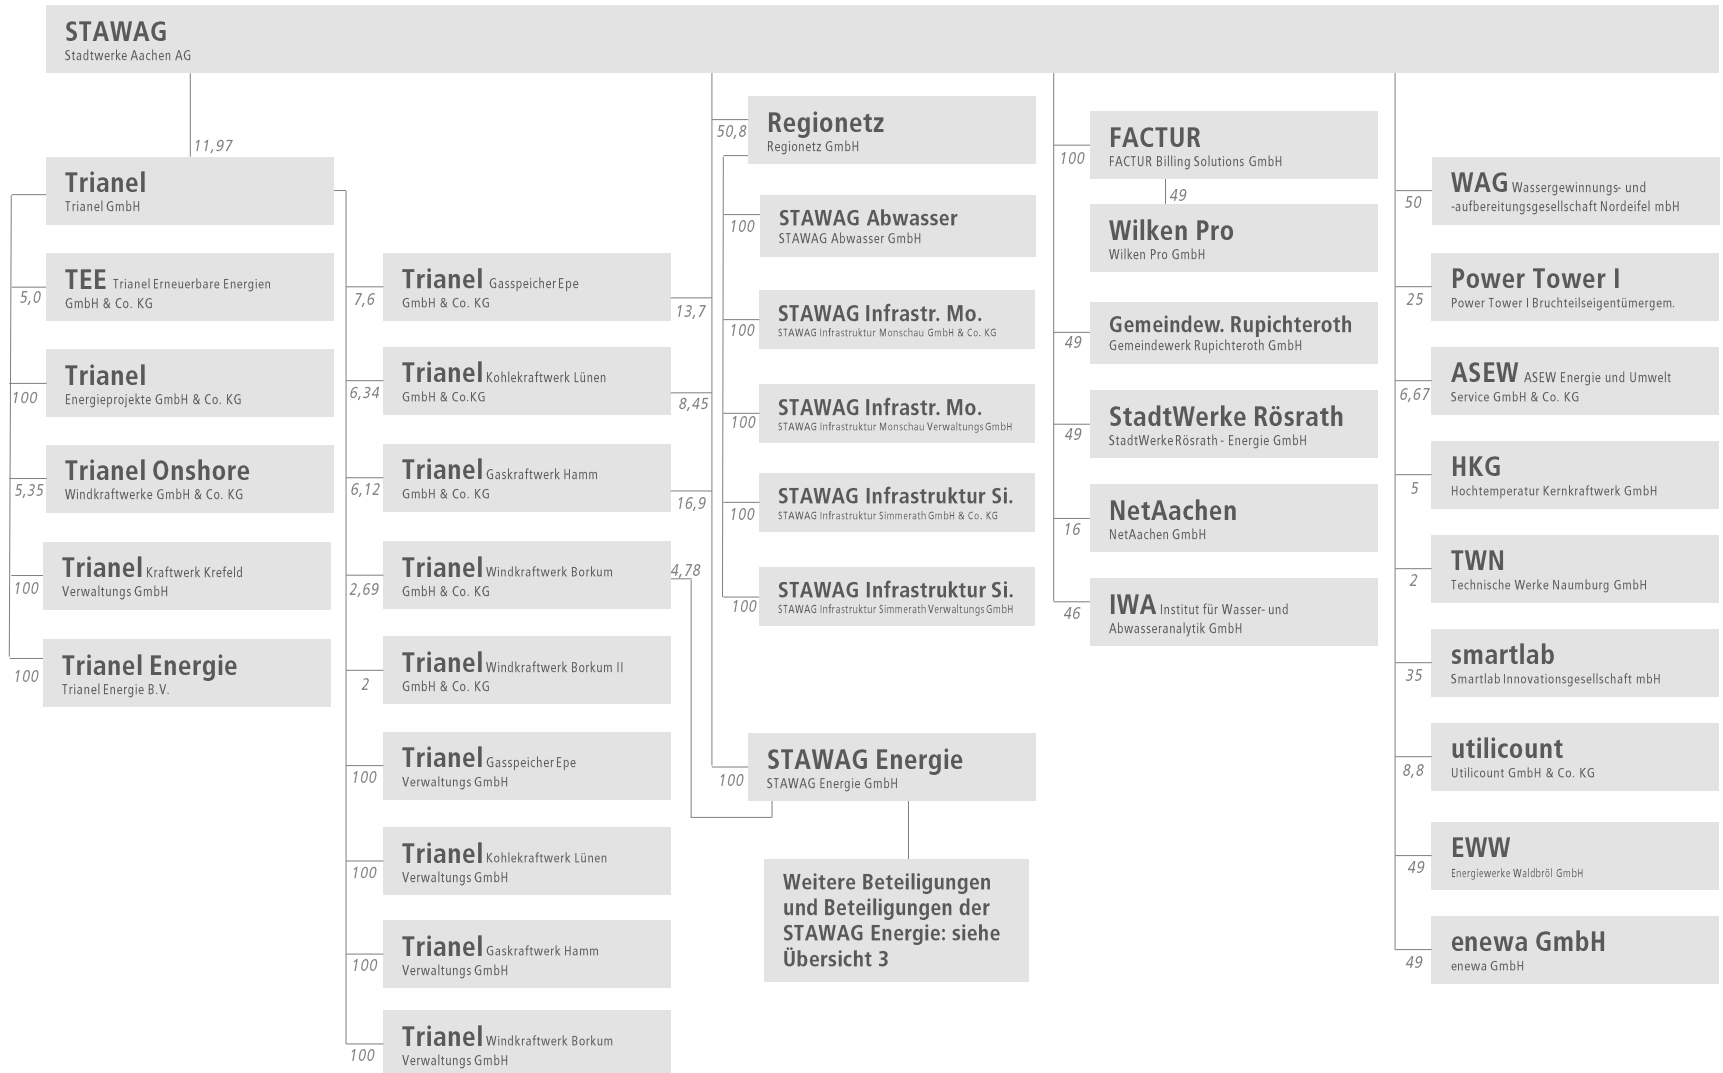 STAWAG
Stadtwerke Aachen AG
11,97
Trianel
Trianel GmbH
5,0
TEE Trianel Erneuerbare Energien
GmbH & Co. KG
100
Trianel
Energieprojekte GmbH & Co. KG
5,35
Trianel Onshore
Windkraftwerke GmbH & Co. KG
100
Trianel Kraftwerk Krefeld
Verwaltungs GmbH
100
Trianel Energie
Trianel Energie B.V.
7,6
Trianel Gasspeicher Epe
GmbH & Co. KG
13,7
6,34
Trianel Kohlekraftwerk Lünen
GmbH & Co.KG
8,45
6,12
Trianel Gaskraftwerk Hamm
GmbH & Co. KG
16,9
2,69
Trianel Windkraftwerk Borkum
GmbH & Co. KG
4,78
2
Trianel Windkraftwerk Borkum II
GmbH & Co. KG
100
Trianel Gasspeicher Epe
Verwaltungs GmbH
100
Trianel Kohlekraftwerk Lünen
Verwaltungs GmbH
100
Trianel Gaskraftwerk Hamm
Verwaltungs GmbH
100
Trianel Windkraftwerk Borkum
Verwaltungs GmbH
50,8
Regionetz
Regionetz GmbH
100
STAWAG Abwasser
STAWAG Abwasser GmbH
100
STAWAG Infrastr. Mo.
STAWAG Infrastruktur Monschau GmbH & Co. KG
100
STAWAG Infrastr. Mo.
STAWAG Infrastruktur Monschau Verwaltungs GmbH
100
STAWAG Infrastruktur Si.
STAWAG Infrastruktur Simmerath GmbH & Co. KG
100
STAWAG Infrastruktur Si.
STAWAG Infrastruktur Simmerath Verwaltungs GmbH
100
STAWAG Energie
STAWAG Energie GmbH
Weitere Beteiligungen
und Beteiligungen der
STAWAG Energie: siehe
Übersicht 3
100
FACTUR
FACTUR Billing Solutions GmbH
49
Wilken Pro
Wilken Pro GmbH
49
Gemeindew. Rupichteroth
Gemeindewerk Rupichteroth GmbH
49
StadtWerke Rösrath
StadtWerke Rösrath - Energie GmbH
16
NetAachen
NetAachen GmbH
46
IWA Institut für Wasser- und
Abwasseranalytik GmbH
50
WAG Wassergewinnungs- und
-aufbereitungsgesellschaft Nordeifel mbH
25
Power Tower I
Power Tower I Bruchteilseigentümergem.
6,67
ASEW ASEW Energie und Umwelt
Service GmbH & Co. KG
5
HKG
Hochtemperatur Kernkraftwerk GmbH
2
TWN
Technische Werke Naumburg GmbH
35
smartlab
Smartlab Innovationsgesellschaft mbH
8,8
utilicount
Utilicount GmbH & Co. KG
49
EWW
Energiewerke Waldbröl GmbH
49
enewa GmbH
enewa GmbH